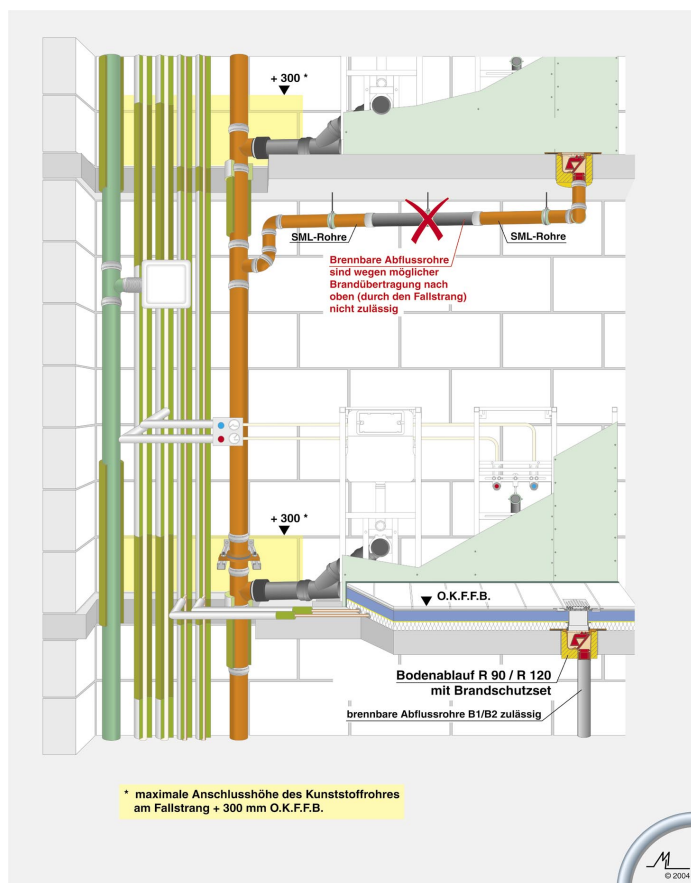 + 300 *
SML-Rohre
SML-Rohre
Brennbare Abflussrohre
sind wegen möglicher
Brandübertragung nach
oben (durch den Fallstrang)
nicht zulässig
+ 300 *
O.K.F.F.B.
Bodenablauf R 90 / R 120
mit Brandschutzset
brennbare Abflussrohre B1/B2 zulässig
* maximale Anschlusshöhe des Kunststoffrohres
am Fallstrang + 300 mm O.K.F.F.B.
© 2004